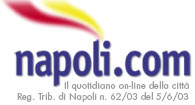 napoli.com
Il quotidiano on-line della città
Reg. Trib. di Napoli n. 62/03 del 5/6/03